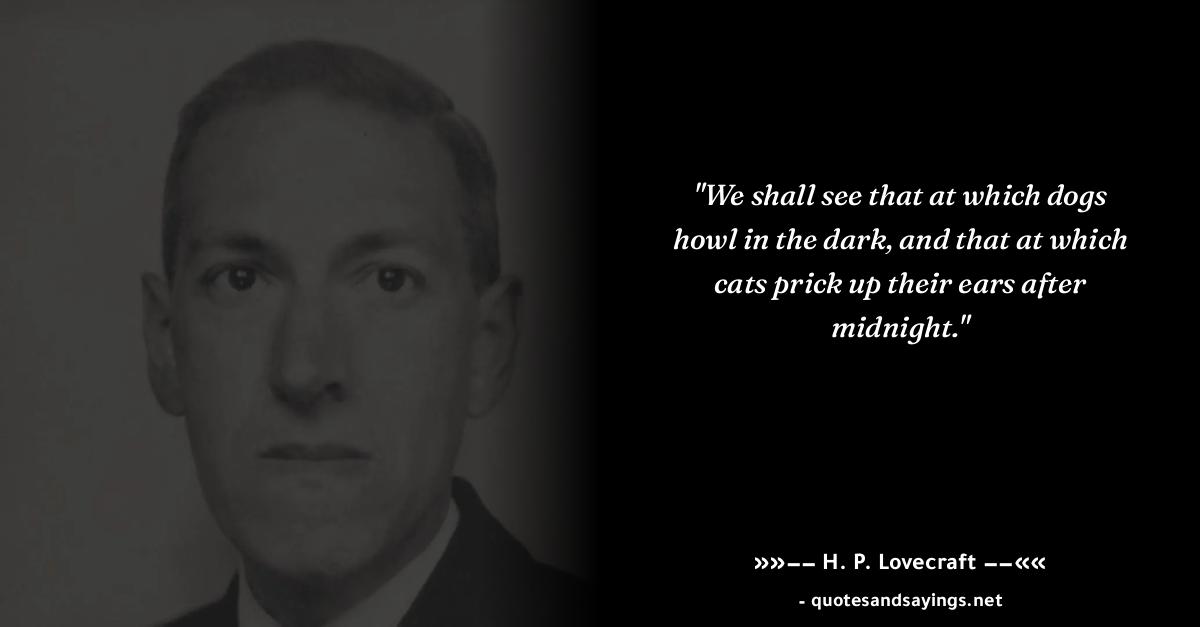 "We shall see that at which dogs
howl in the dark, and that at which
cats prick up their ears after
midnight."
»»–– H. P. Lovecraft ––««
- quotesandsayings.net